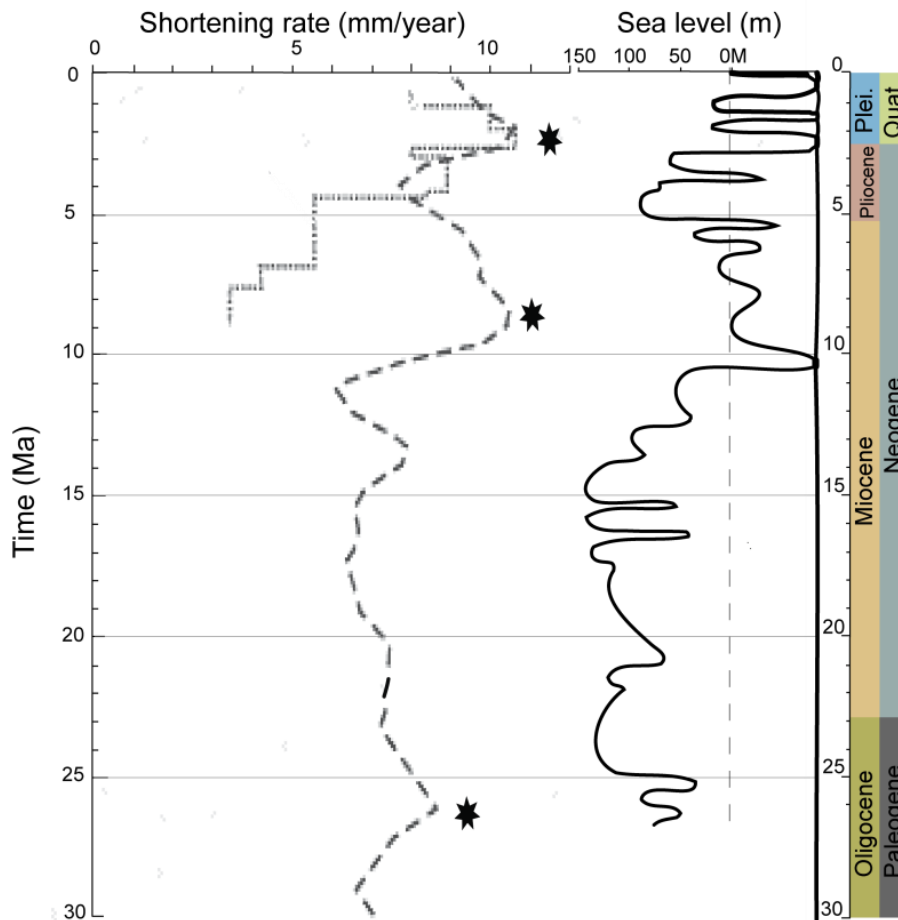 Shortening rate (mm/year) Sea level (m)
0 5 10 150 100 50 0M
0 0
5 5
10 10
15 15
20 20
25 25
30 30
Time (Ma)
Plei.
Pliocene
Miocene
Oligocene
Quat.
Neogene
Paleogene